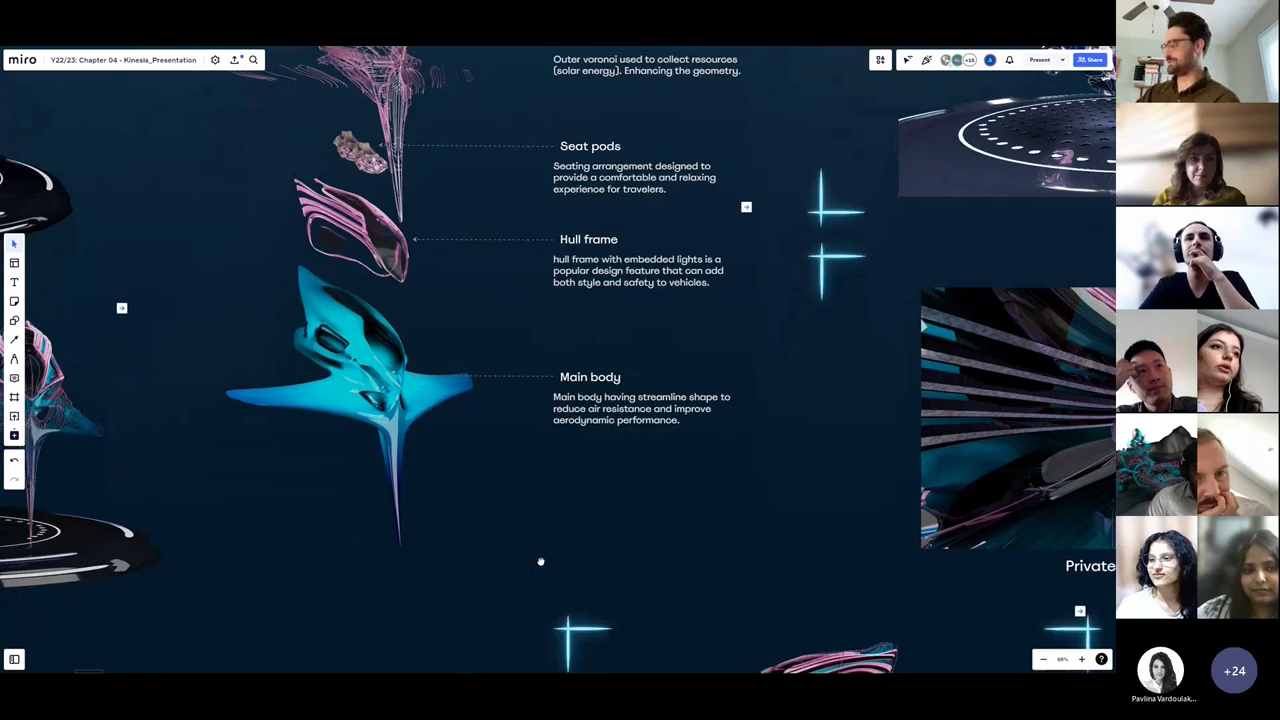 miro
Y22/23: Chapter 04 - Kinesis_Presentation
+15
A
Present
Share
Outer voronoi used to collect resources
(solar energy). Enhancing the geometry.
Seat pods
Seating arrangement designed to
provide a comfortable and relaxing
experience for travelers.
Hull frame
hull frame with embedded lights is a
popular design feature that can add
both style and safety to vehicles.
Main body
Main body having streamline shape to
reduce air resistance and improve
aerodynamic performance.
Private
68%
Pavlina Vardoulak...
+24